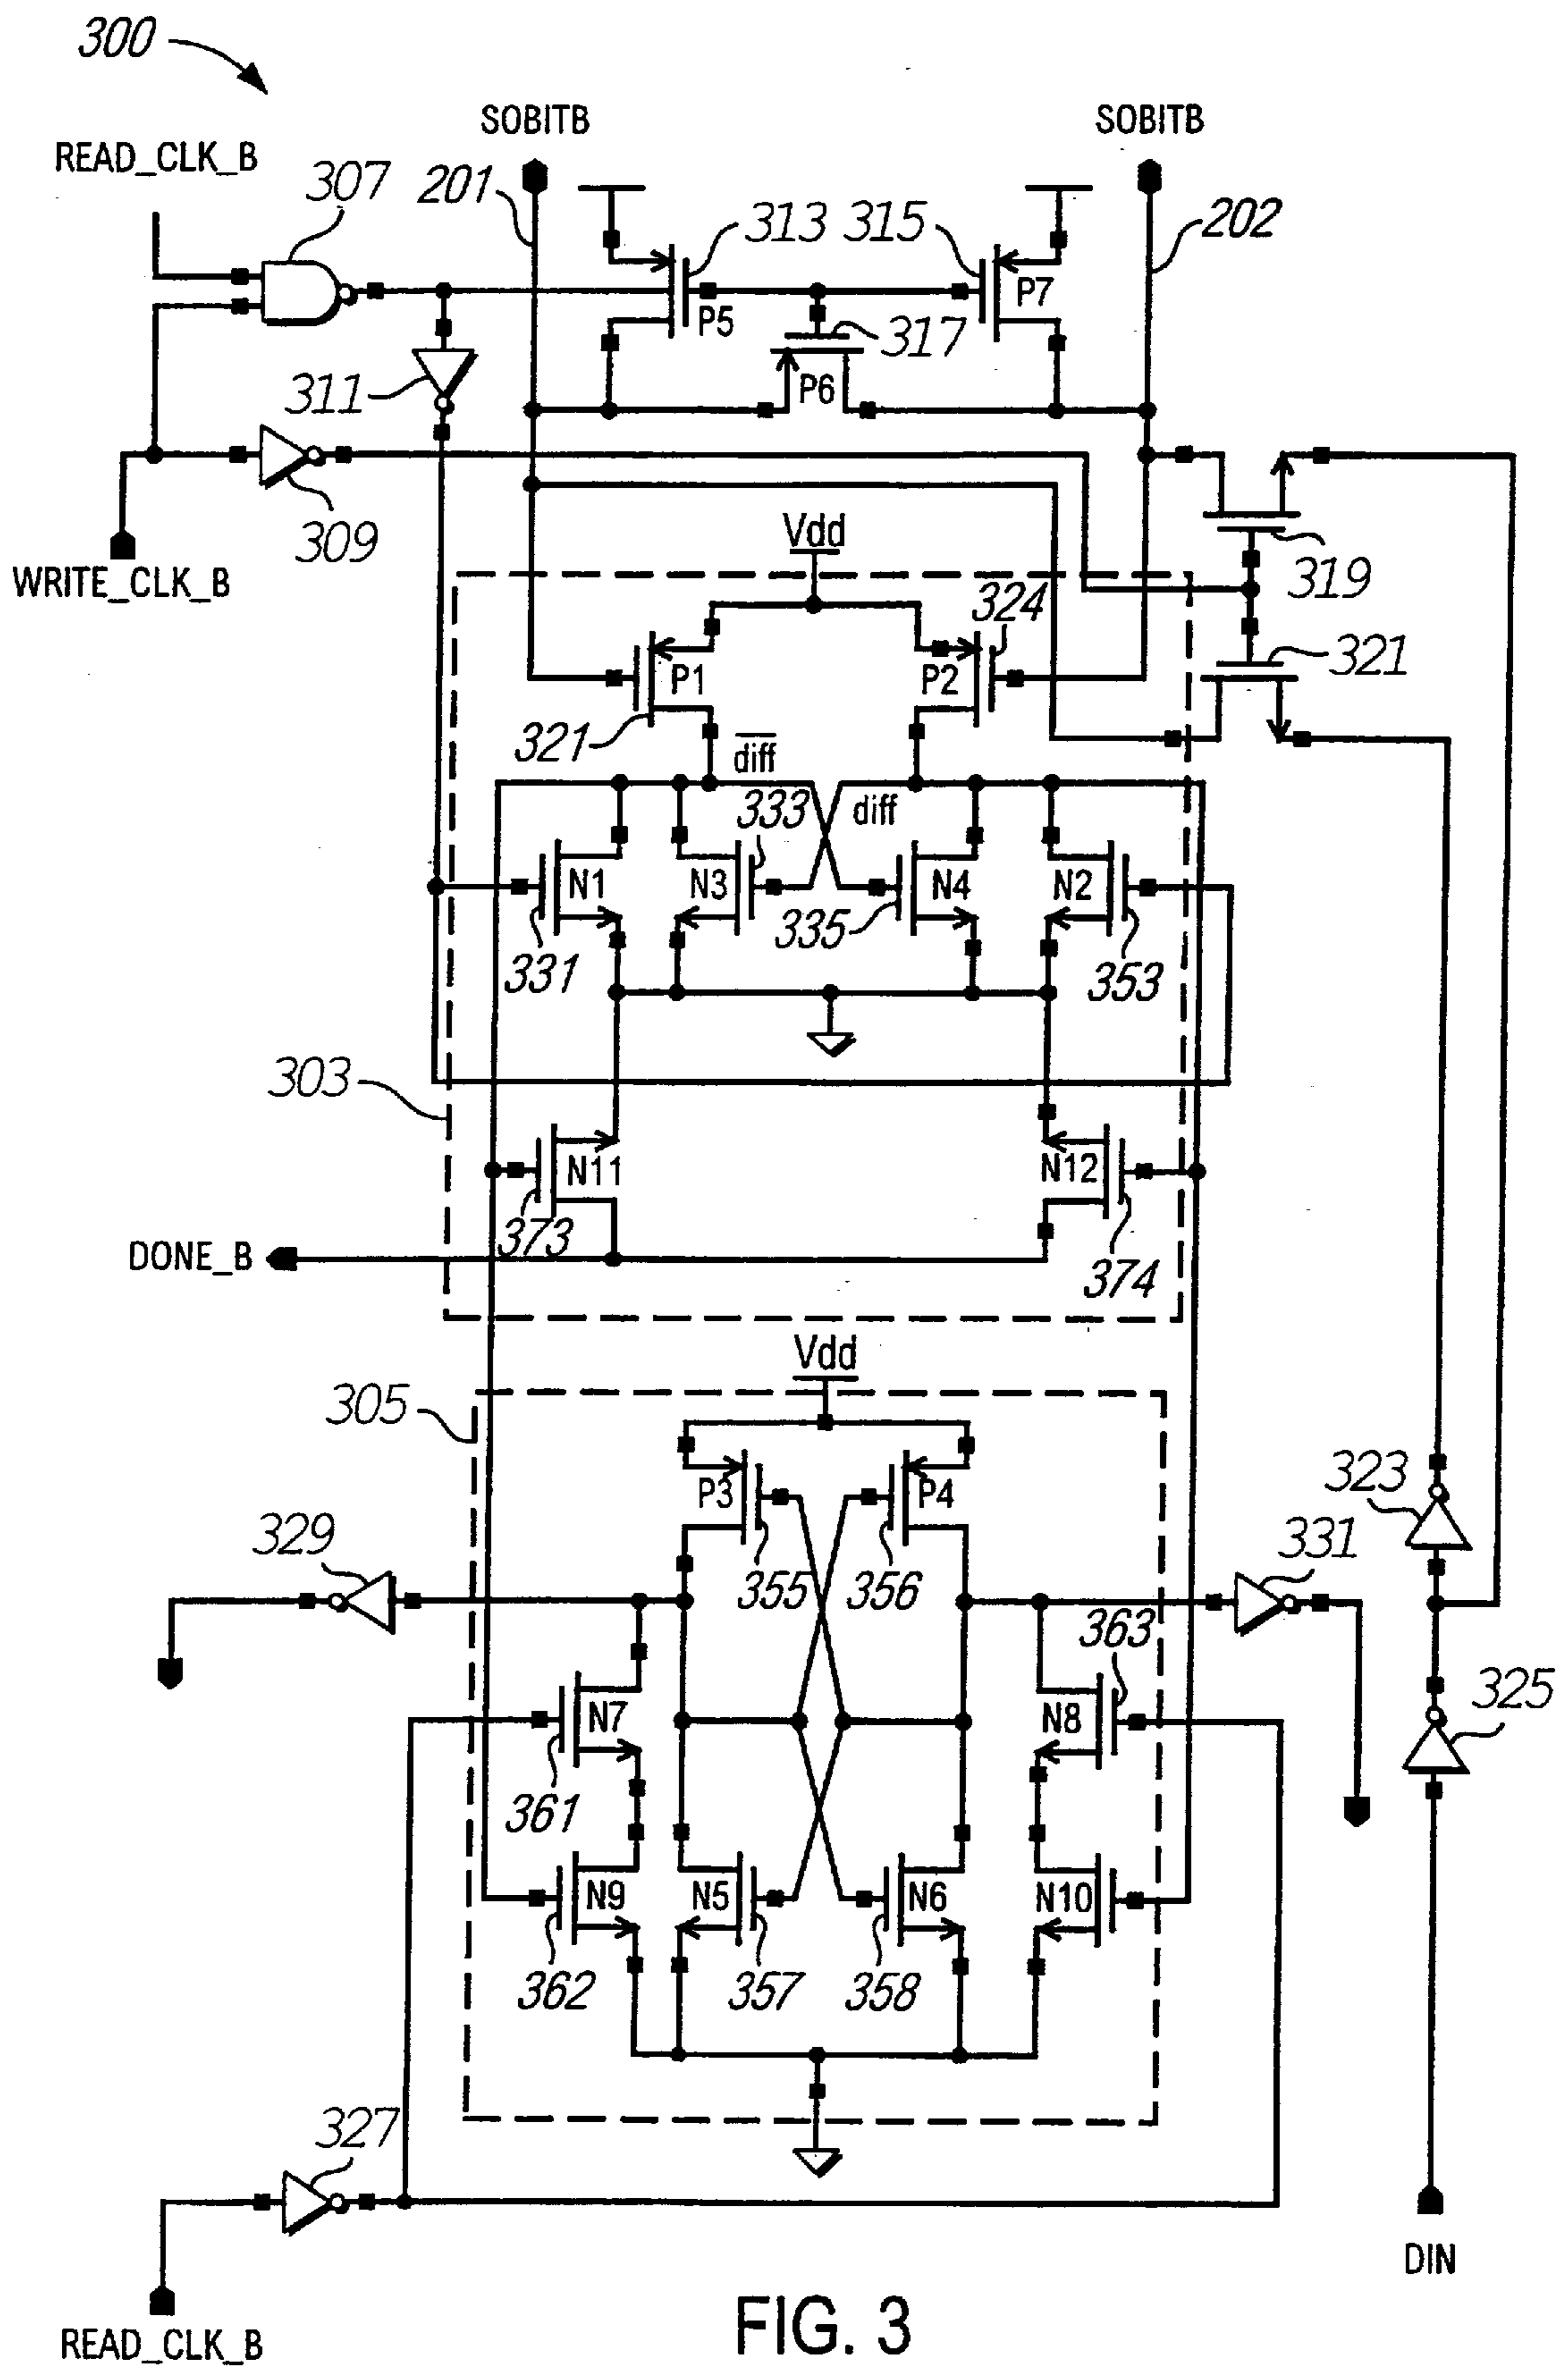 300
SOBITB
SOBITB
READ_CLK_B
307
201
313
315
202
P5
P7
317
P6
311
309
WRITE_CLK_B
Vdd
319
324
P1
P2
321
321
diff
diff
333
N1
N3
N4
N2
331
335
353
303
N11
N12
373
374
DONE_B
Vdd
305
P3
P4
323
329
355
356
331
363
325
N7
N8
361
N9
N5
N6
N10
362
357
358
327
DIN
READ_CLK_B
FIG. 3